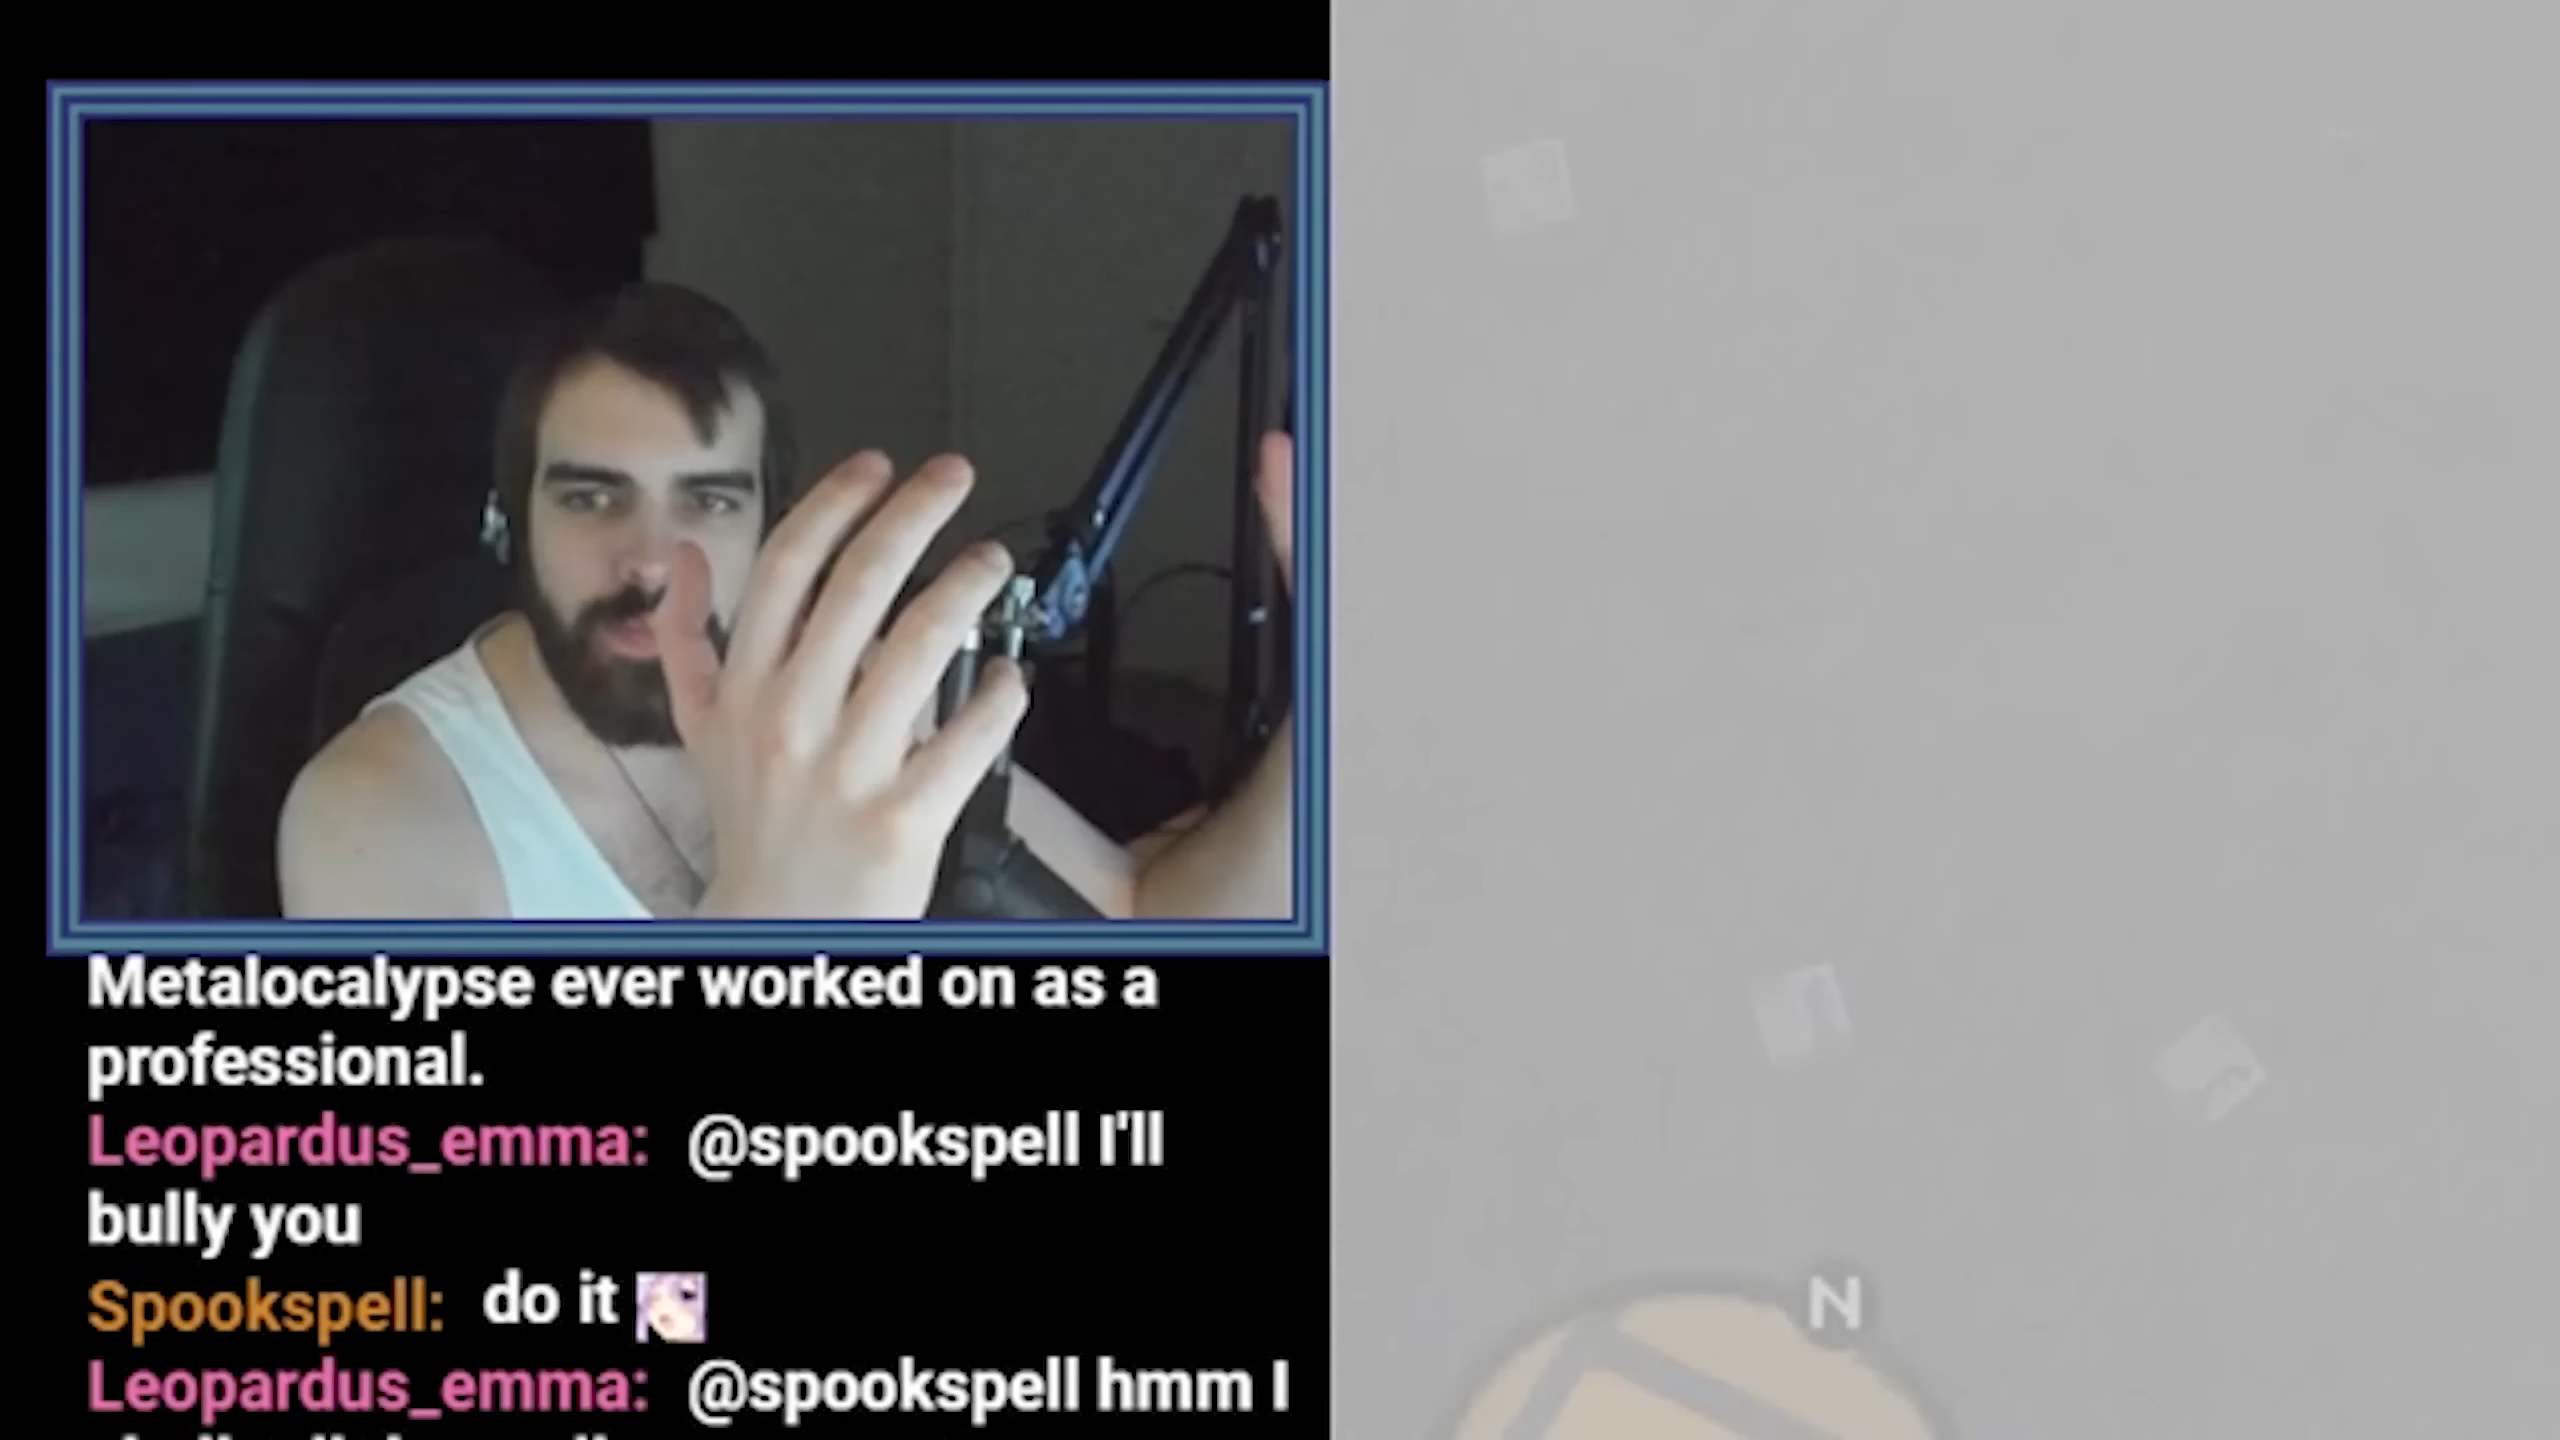 Metalocalypse ever worked on as a
professional.
Leopardus_emma: @spookspell I'll
bully you
Spookspell: do it
Leopardus_emma: @spookspell hmm I
N